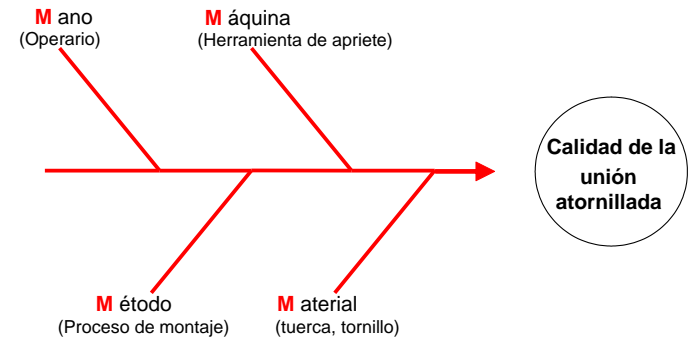 M ano
(Operario)
M áquina
(Herramienta de apriete)
Calidad de la
unión
atornillada
M étodo
(Proceso de montaje)
M aterial
(tuerca, tornillo)